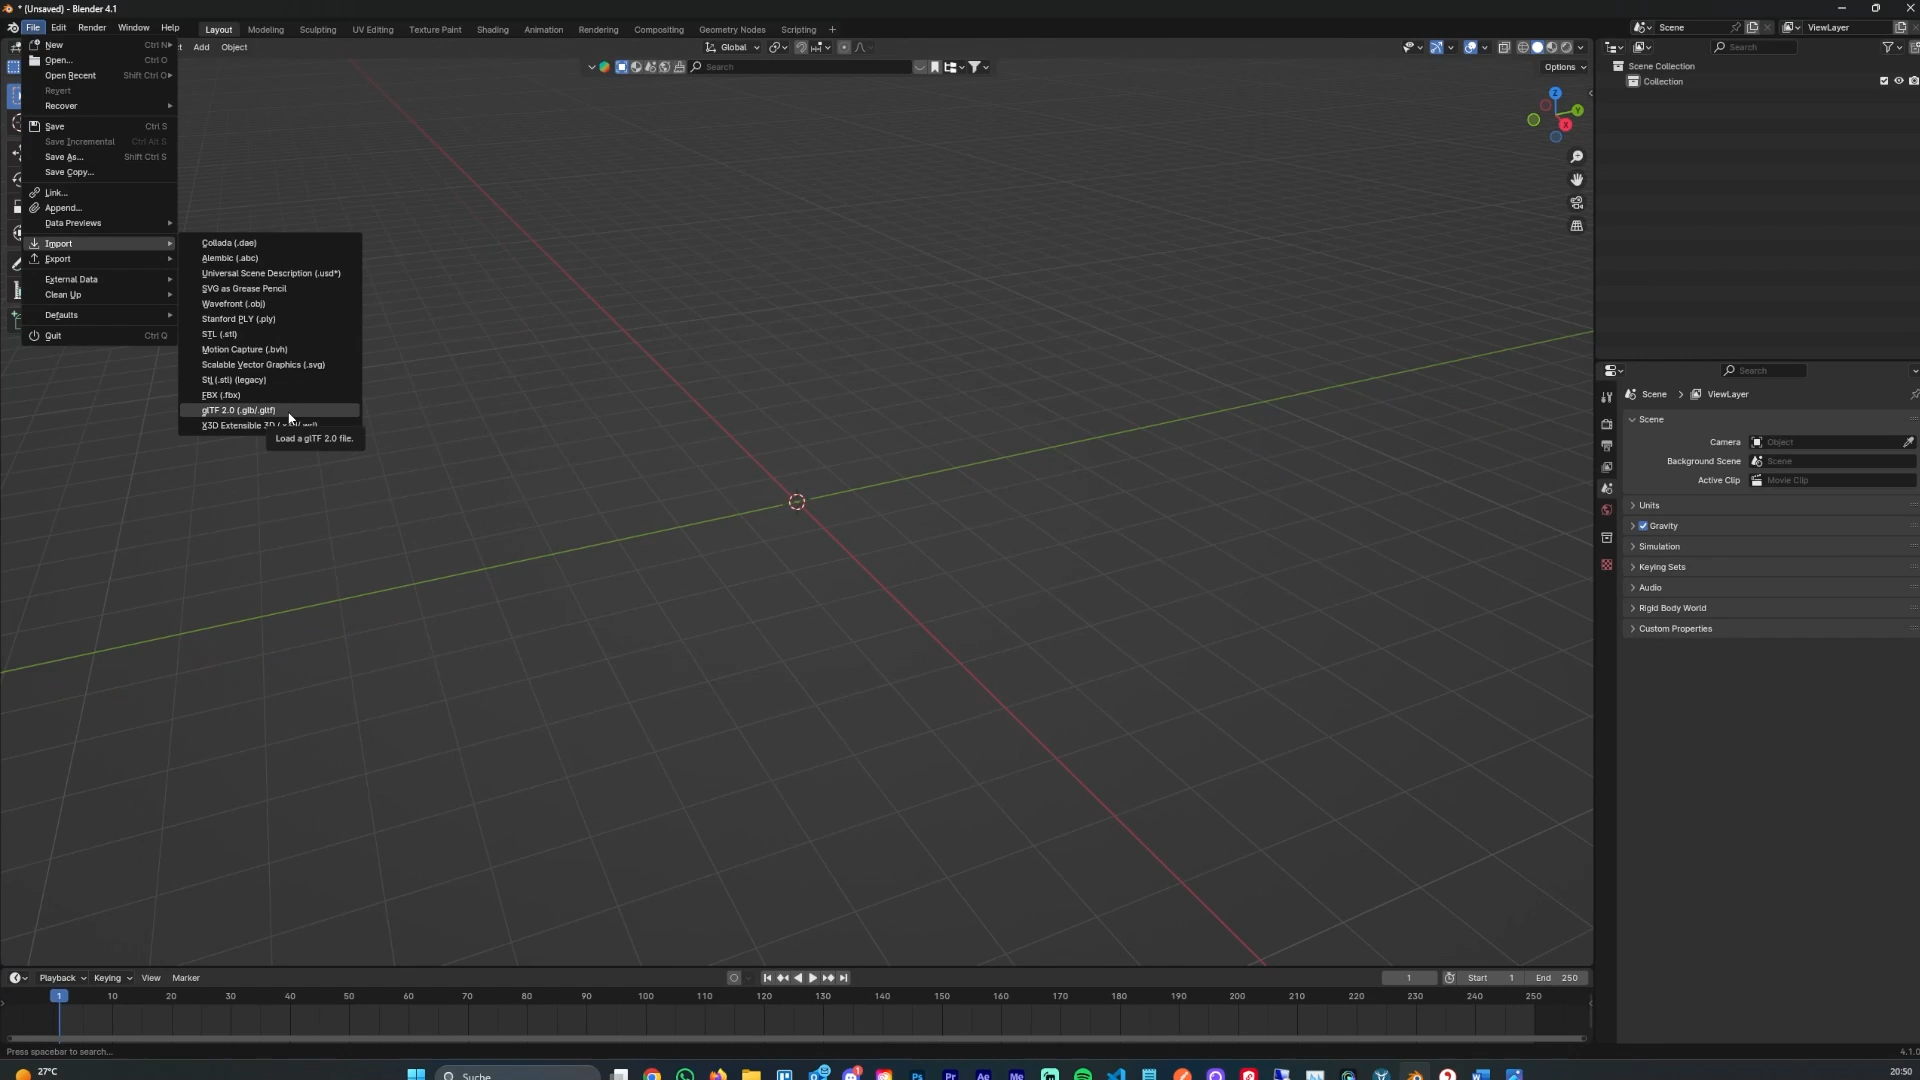 * (Unsaved) - Blender 4.1
File Edit Render Window Help
Layout Modeling Sculpting UV Editing Texture Paint Shading Animation Rendering Compositing Geometry Nodes Scripting +
Scene
ViewLayer
Add Object
Global
Search
Options
New Ctrl N
Open... Ctrl O
Open Recent Shift Ctrl O
Revert
Recover
Save Ctrl S
Save Incremental Ctrl Alt S
Save As... Shift Ctrl S
Save Copy...
Link...
Append...
Data Previews
Import
Export
External Data
Clean Up
Defaults
Quit Ctrl Q
Collada (.dae)
Alembic (.abc)
Universal Scene Description (.usd*)
SVG as Grease Pencil
Wavefront (.obj)
Stanford PLY (.ply)
STL (.stl)
Motion Capture (.bvh)
Scalable Vector Graphics (.svg)
Stl (.stl) (legacy)
FBX (.fbx)
glTF 2.0 (.glb/.gltf)
X3D Extensible 3D
Load a glTF 2.0 file.
Z
Y
X
Search
Scene Collection
Collection
Search
Scene > ViewLayer
Scene
Camera Object
Background Scene Scene
Active Clip Movie Clip
Units
Gravity
Simulation
Keying Sets
Audio
Rigid Body World
Custom Properties
Playback Keying View Marker
1 Start 1 End 250
1 10 20 30 40 50 60 70 80 90 100 110 120 130 140 150 160 170 180 190 200 210 220 230 240 250
Press spacebar to search...
4.1.0
27°C
Suche
Ps Pr Ae Me
20:50